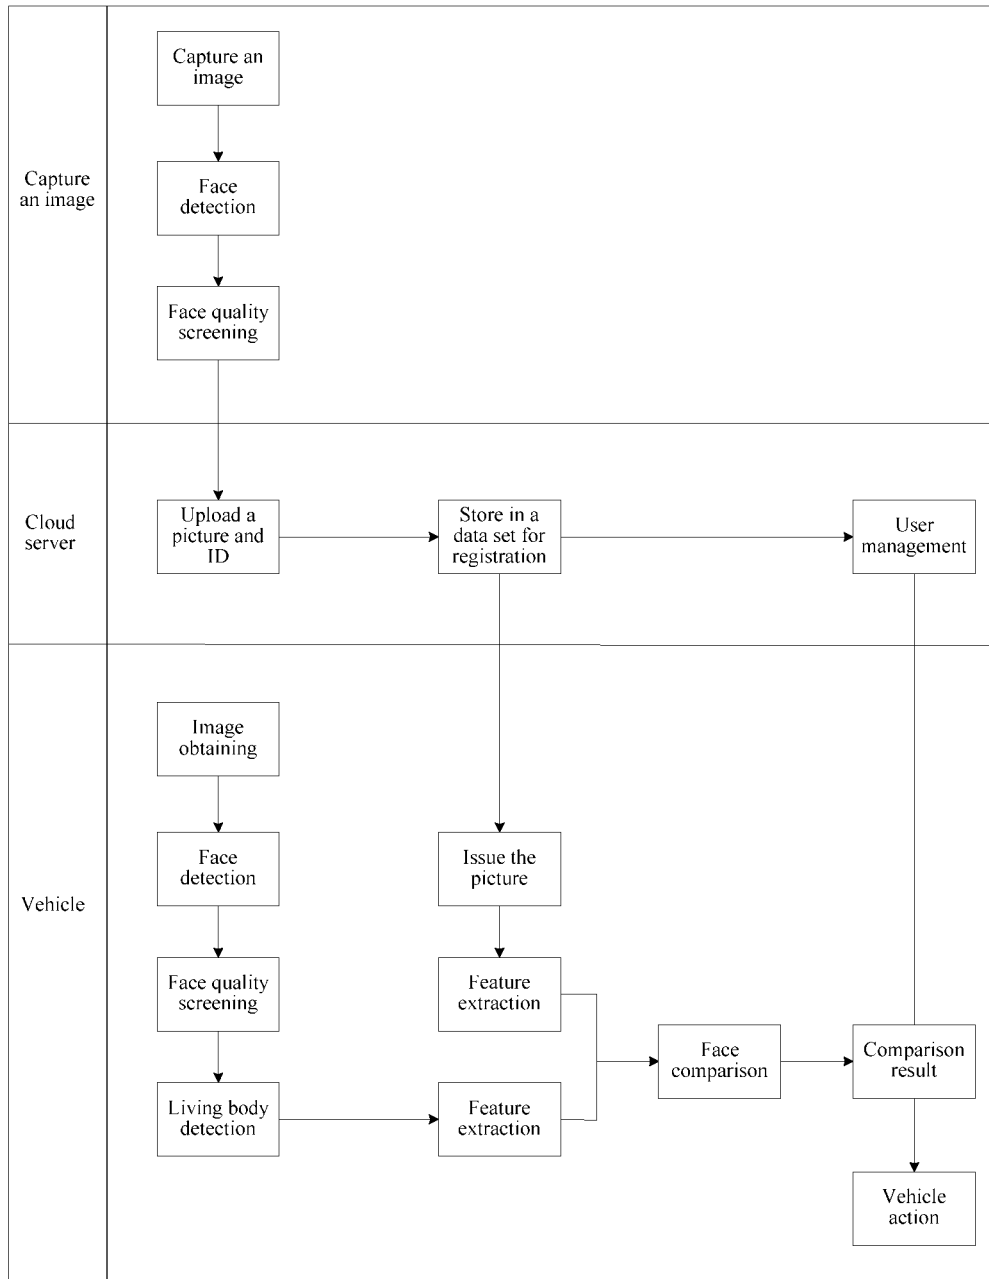 Capture an
image
Face
detection
Capture
an image
Face quality
screening
Cloud
server
Upload a
picture and
ID
Store in a
data set for
registration
User
management
Vehicle
Image
obtaining
Face
detection
Issue the
picture
Face quality
screening
Feature
extraction
Face
comparison
Comparison
result
Living body
detection
Feature
extraction
Vehicle
action